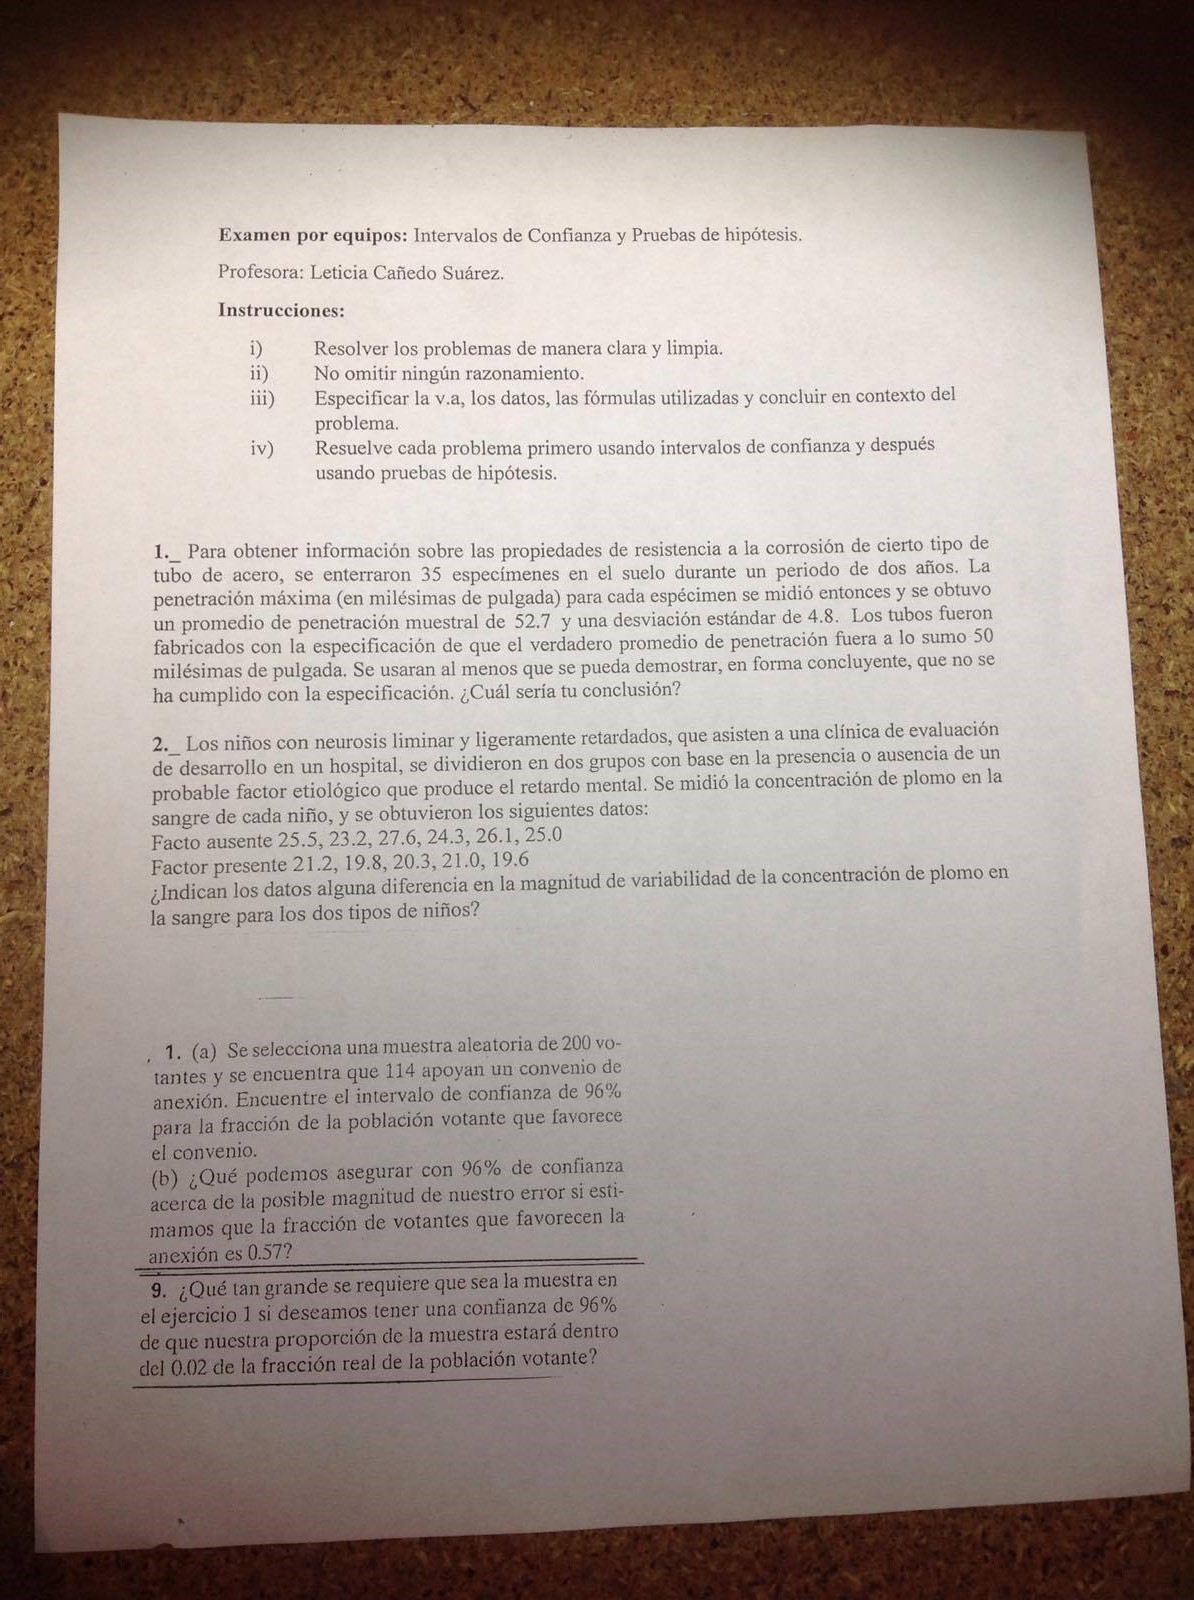 Examen por equipos: Intervalos de Confianza y Pruebas de hipótesis.
Profesora: Leticia Cañedo Suárez.
Instrucciones:
i) Resolver los problemas de manera clara y limpia.
ii) No omitir ningún razonamiento.
iii) Especificar la v.a, los datos, las fórmulas utilizadas y concluir en contexto del
problema.
iv) Resuelve cada problema primero usando intervalos de confianza y después
usando pruebas de hipótesis.
1._ Para obtener información sobre las propiedades de resistencia a la corrosión de cierto tipo de
tubo de acero, se enterraron 35 especímenes en el suelo durante un periodo de dos años. La
penetración máxima (en milésimas de pulgada) para cada espécimen se midió entonces y se obtuvo
un promedio de penetración muestral de 52.7 y una desviación estándar de 4.8. Los tubos fueron
fabricados con la especificación de que el verdadero promedio de penetración fuera a lo sumo 50
milésimas de pulgada. Se usaran al menos que se pueda demostrar, en forma concluyente, que no se
ha cumplido con la especificación. ¿Cuál sería tu conclusión?
2._ Los niños con neurosis liminar y ligeramente retardados, que asisten a una clínica de evaluación
de desarrollo en un hospital, se dividieron en dos grupos con base en la presencia o ausencia de un
probable factor etiológico que produce el retardo mental. Se midió la concentración de plomo en la
sangre de cada niño, y se obtuvieron los siguientes datos:
Facto ausente 25.5, 23.2, 27.6, 24.3, 26.1, 25.0
Factor presente 21.2, 19.8, 20.3, 21.0, 19.6
¿Indican los datos alguna diferencia en la magnitud de variabilidad de la concentración de plomo en
la sangre para los dos tipos de niños?
1. (a) Se selecciona una muestra aleatoria de 200 vo-
tantes y se encuentra que 114 apoyan un convenio de
anexión. Encuentre el intervalo de confianza de 96%
para la fracción de la población votante que favorece
el convenio.
(b) ¿Qué podemos asegurar con 96% de confianza
acerca de la posible magnitud de nuestro error si esti-
mamos que la fracción de votantes que favorecen la
anexión es 0.57?
9. ¿Qué tan grande se requiere que sea la muestra en
el ejercicio 1 si deseamos tener una confianza de 96%
de que nuestra proporción de la muestra estará dentro
del 0.02 de la fracción real de la población votante?